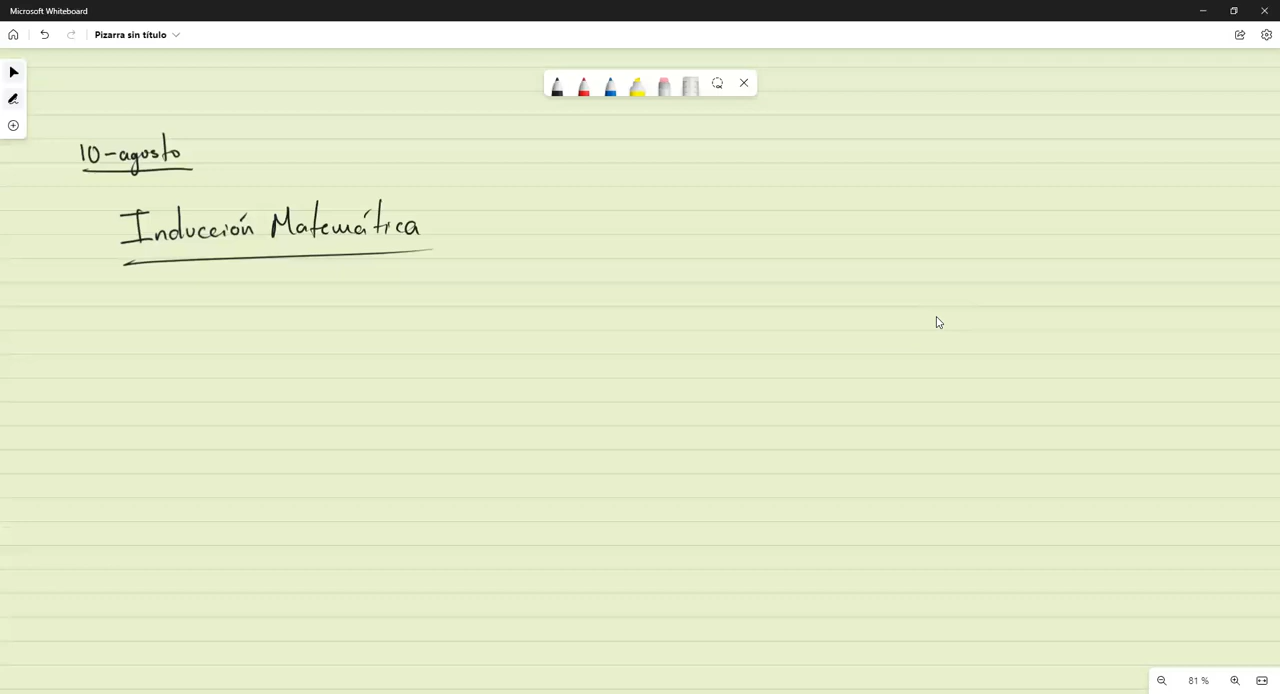 Microsoft Whiteboard
Pizarra sin título
10-agosto
Inducción Matemática
81 %